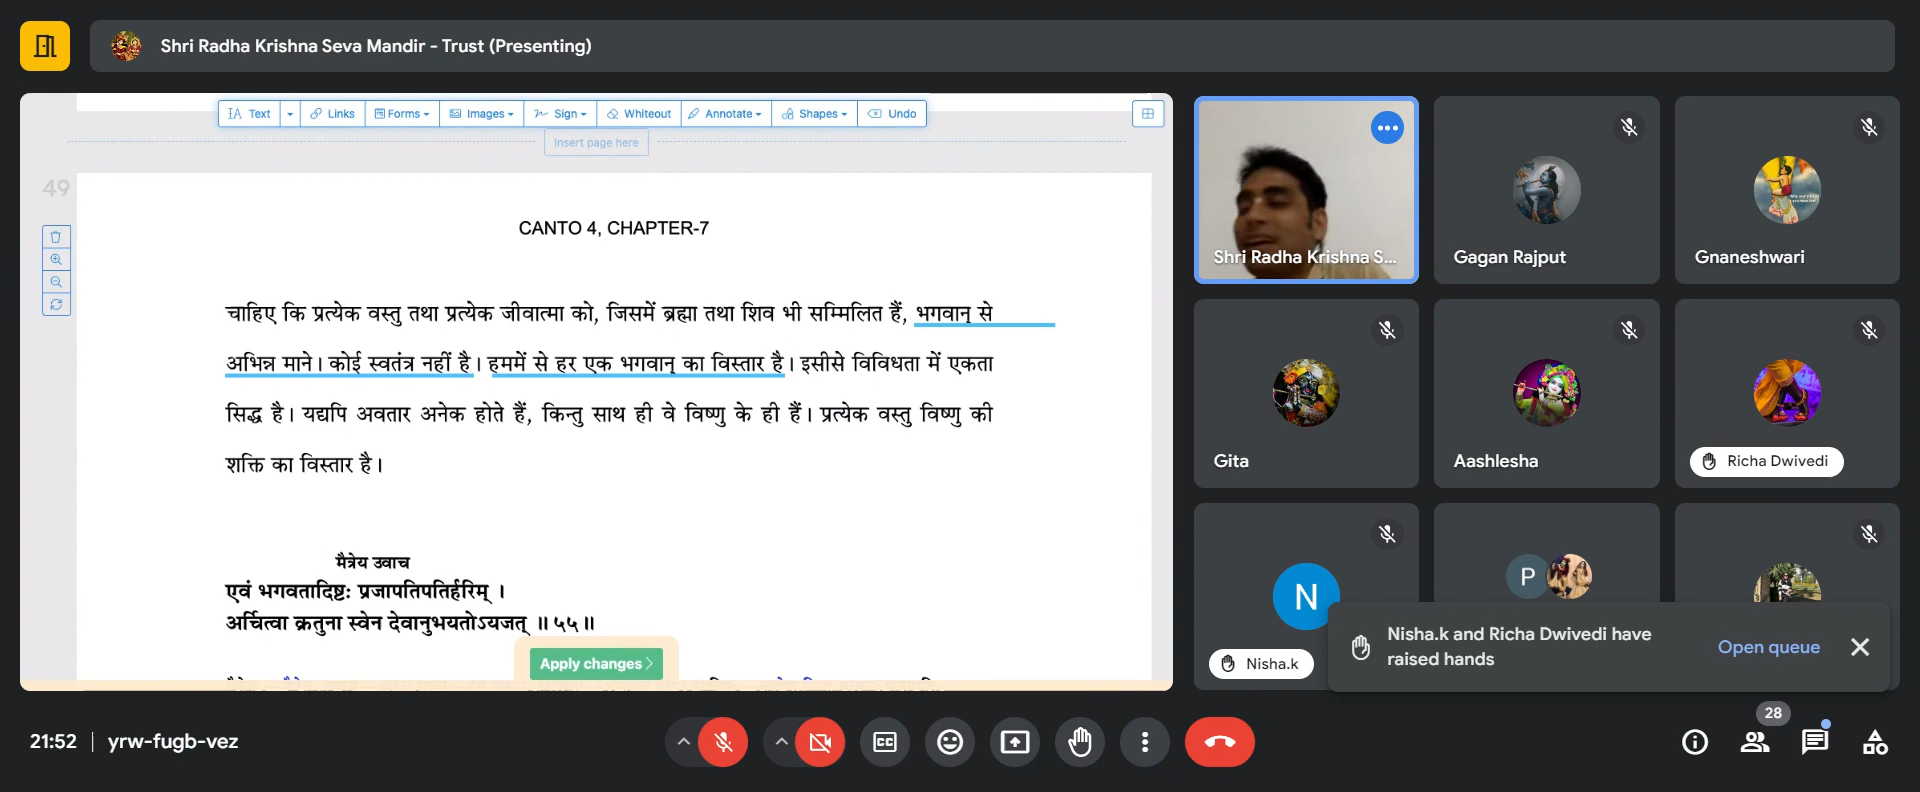 Shri Radha Krishna Seva Mandir - Trust (Presenting)
Text Links Forms Images Sign Whiteout Annotate Shapes Undo
Insert page here
49
CANTO 4, CHAPTER-7
चाहिए कि प्रत्येक वस्तु तथा प्रत्येक जीवात्मा को, जिसमें ब्रह्मा तथा शिव भी सम्मिलित हैं, भगवान् से
अभिन्न माने। कोई स्वतंत्र नहीं है। हममें से हर एक भगवान् का विस्तार है। इसीसे विविधता में एकता
सिद्ध है। यद्यपि अवतार अनेक होते हैं, किन्तु साथ ही वे विष्णु के ही हैं। प्रत्येक वस्तु विष्णु की
शक्ति का विस्तार है।
मैत्रेय उवाच
एवं भगवतादिष्टः प्रजापतिपतिर्हरिम् ।
अर्चित्वा क्रतुना स्वेन देवानुभयतोऽयजत् ॥ ५५॥
Apply changes
Shri Radha Krishna S...
Gagan Rajput
Gnaneshwari
Gita
Aashlesha
Richa Dwivedi
N
P
Nisha.k
Nisha.k and Richa Dwivedi have
raised hands
Open queue
21:52 | yrw-fugb-vez
CC
28